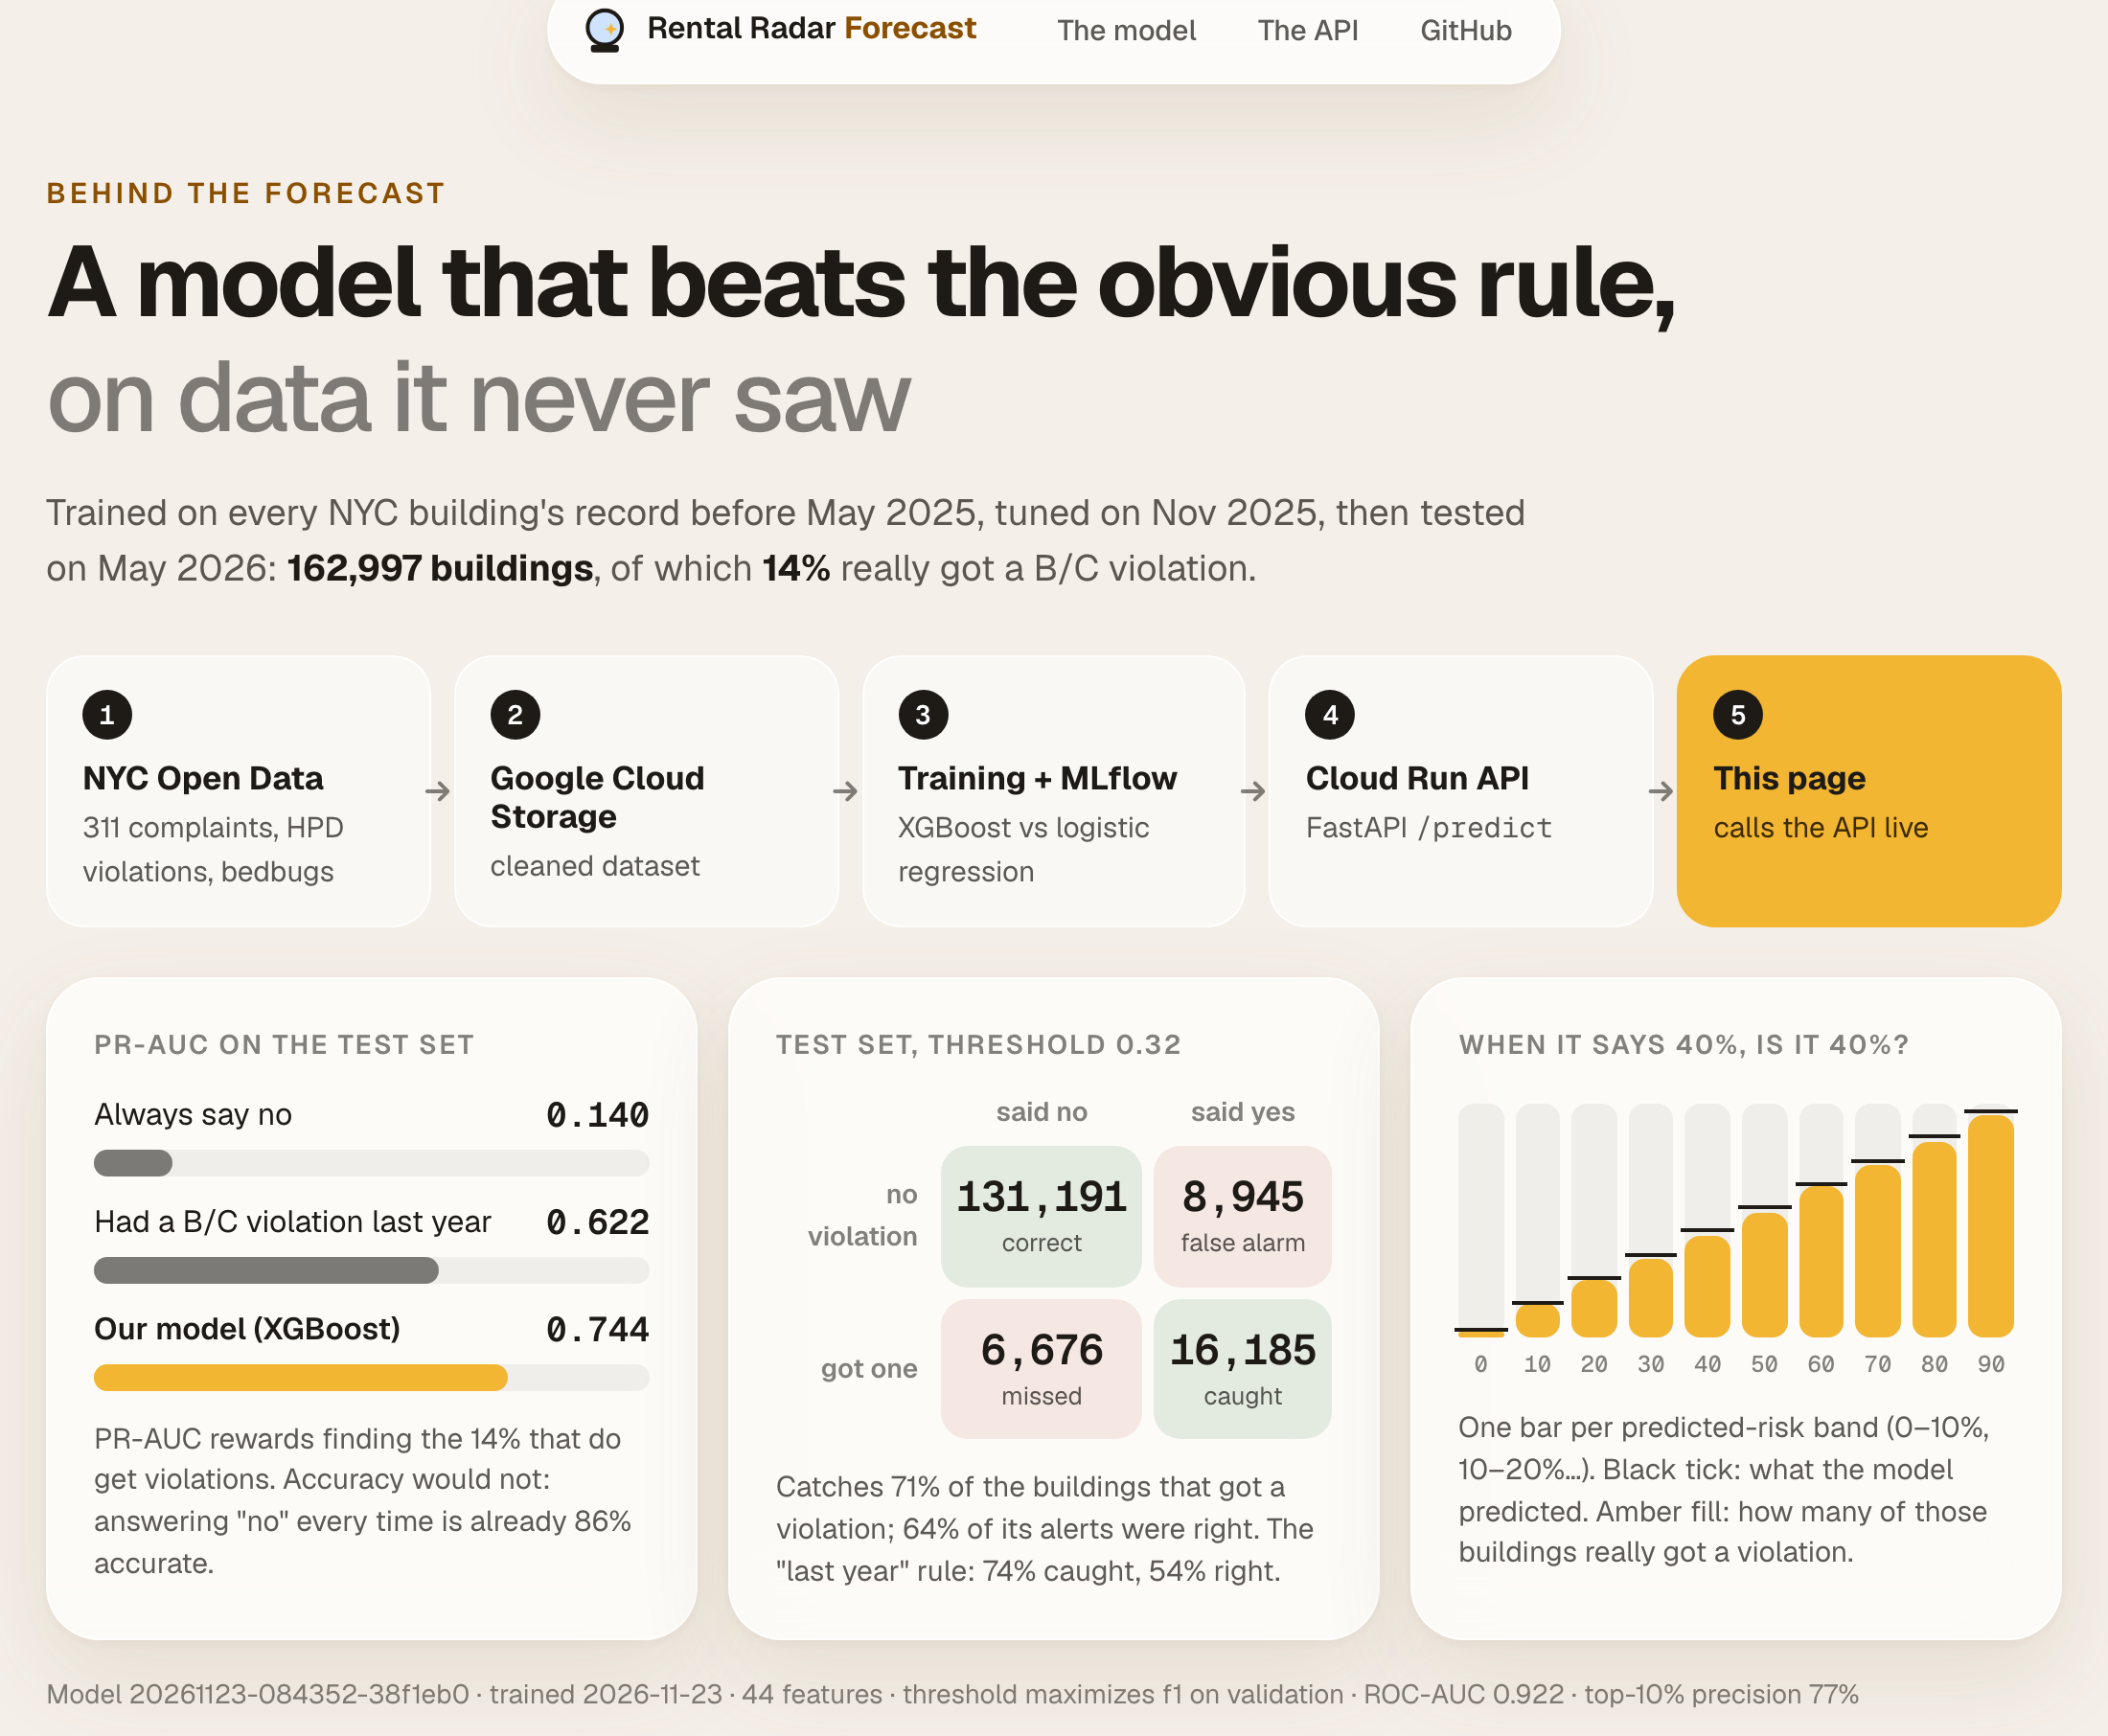 Rental Radar Forecast
The model
The API
GitHub
BEHIND THE FORECAST
A model that beats the obvious rule,
on data it never saw
Trained on every NYC building's record before May 2025, tuned on Nov 2025, then tested
on May 2026: 162,997 buildings, of which 14% really got a B/C violation.
1
NYC Open Data
311 complaints, HPD
violations, bedbugs
→
2
Google Cloud
Storage
cleaned dataset
→
3
Training + MLflow
XGBoost vs logistic
regression
→
4
Cloud Run API
FastAPI /predict
→
5
This page
calls the API live
PR-AUC ON THE TEST SET
Always say no 0.140
Had a B/C violation last year 0.622
Our model (XGBoost) 0.744
PR-AUC rewards finding the 14% that do
get violations. Accuracy would not:
answering "no" every time is already 86%
accurate.
TEST SET, THRESHOLD 0.32
said no said yes
no
violation
131,191
correct
8,945
false alarm
got one
6,676
missed
16,185
caught
Catches 71% of the buildings that got a
violation; 64% of its alerts were right. The
"last year" rule: 74% caught, 54% right.
WHEN IT SAYS 40%, IS IT 40%?
0 10 20 30 40 50 60 70 80 90
One bar per predicted-risk band (0–10%,
10–20%…). Black tick: what the model
predicted. Amber fill: how many of those
buildings really got a violation.
Model 20261123-084352-38f1eb0 · trained 2026-11-23 · 44 features · threshold maximizes f1 on validation · ROC-AUC 0.922 · top-10% precision 77%